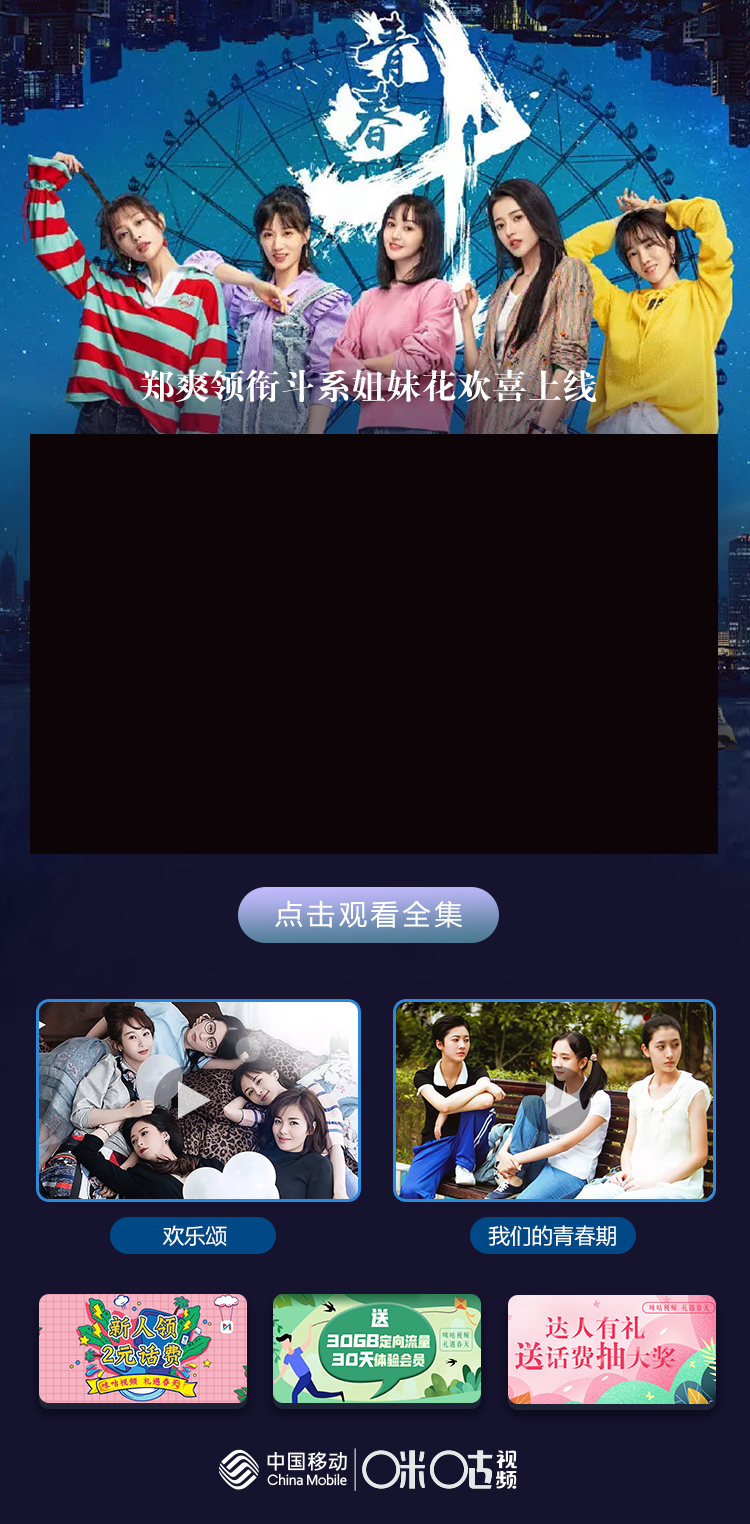 青春斗
郑爽领衔斗系姐妹花欢喜上线
点击观看全集
欢乐颂
我们的青春期
新人领
2元话费
咪咕视频 礼遇春天
送
30GB定向流量
30天体验会员
咪咕视频
礼遇春天
咪咕视频 礼遇春天
达人有礼
送话费抽大奖
中国移动
China Mobile
咪咕视频